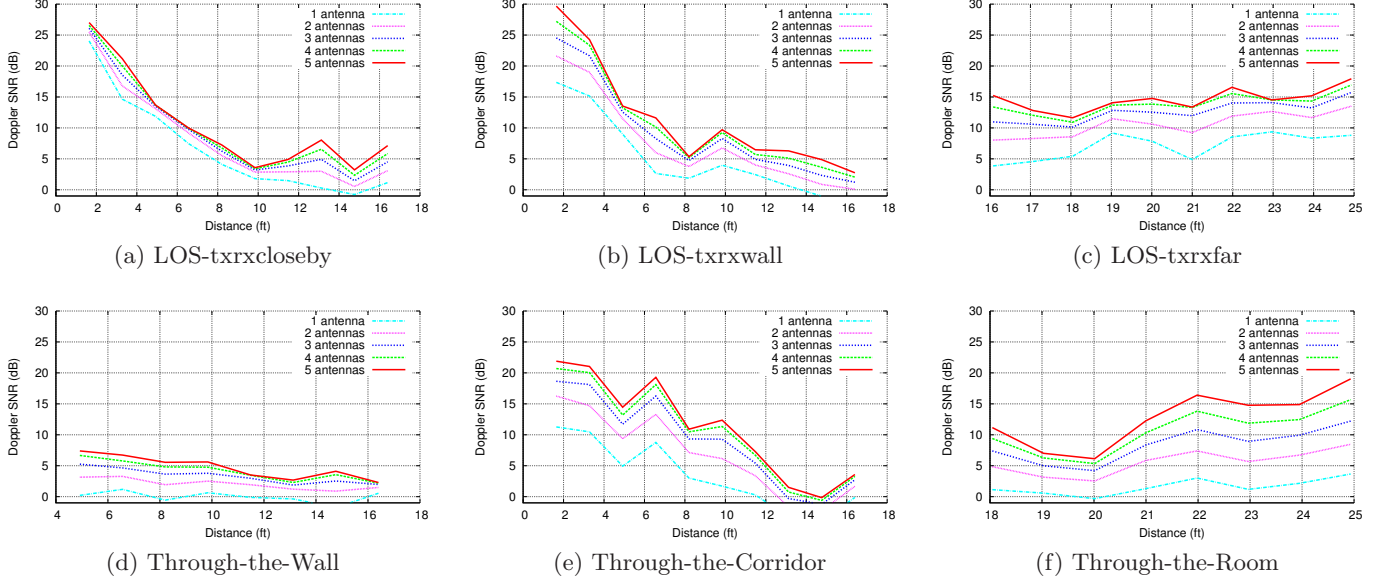 30
25
20
15
10
5
0
Doppler SNR (dB)
1 antenna
2 antennas
3 antennas
4 antennas
5 antennas
0 2 4 6 8 10 12 14 16 18
Distance (ft)
(a) LOS-txrxcloseby
30
25
20
15
10
5
0
Doppler SNR (dB)
1 antenna
2 antennas
3 antennas
4 antennas
5 antennas
0 2 4 6 8 10 12 14 16 18
Distance (ft)
(b) LOS-txrxwall
30
25
20
15
10
5
0
Doppler SNR (dB)
1 antenna
2 antennas
3 antennas
4 antennas
5 antennas
16 17 18 19 20 21 22 23 24 25
Distance (ft)
(c) LOS-txrxfar
30
25
20
15
10
5
0
Doppler SNR (dB)
1 antenna
2 antennas
3 antennas
4 antennas
5 antennas
4 6 8 10 12 14 16 18
Distance (ft)
(d) Through-the-Wall
30
25
20
15
10
5
0
Doppler SNR (dB)
1 antenna
2 antennas
3 antennas
4 antennas
5 antennas
0 2 4 6 8 10 12 14 16 18
Distance (ft)
(e) Through-the-Corridor
30
25
20
15
10
5
0
Doppler SNR (dB)
1 antenna
2 antennas
3 antennas
4 antennas
5 antennas
18 19 20 21 22 23 24 25
Distance (ft)
(f) Through-the-Room